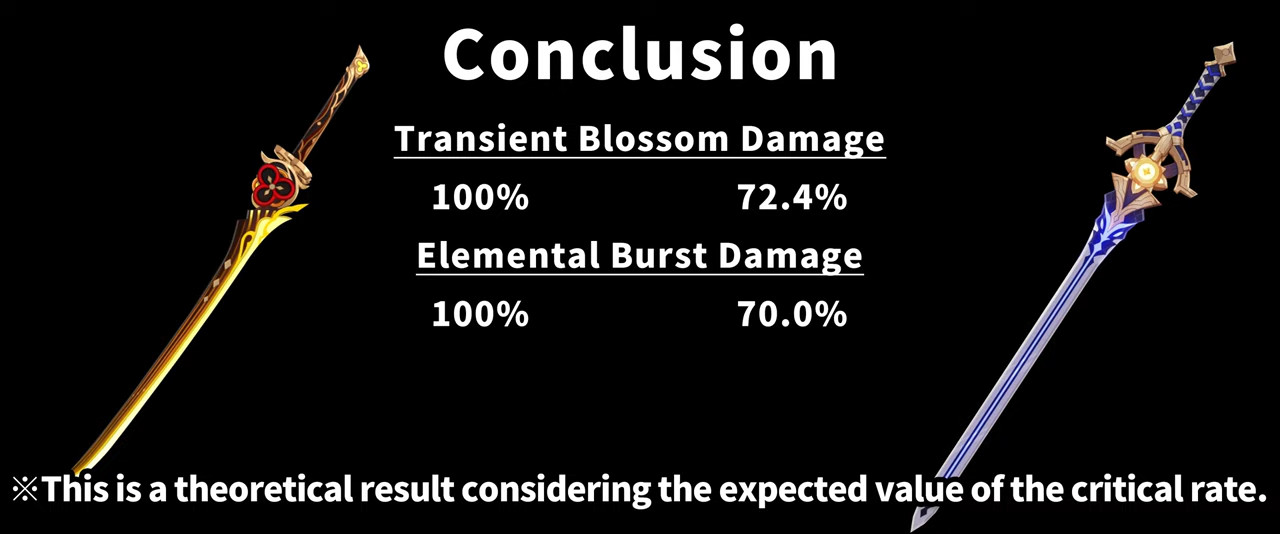 Conclusion
Transient Blossom Damage
100% 72.4%
Elemental Burst Damage
100% 70.0%
※This is a theoretical result considering the expected value of the critical rate.